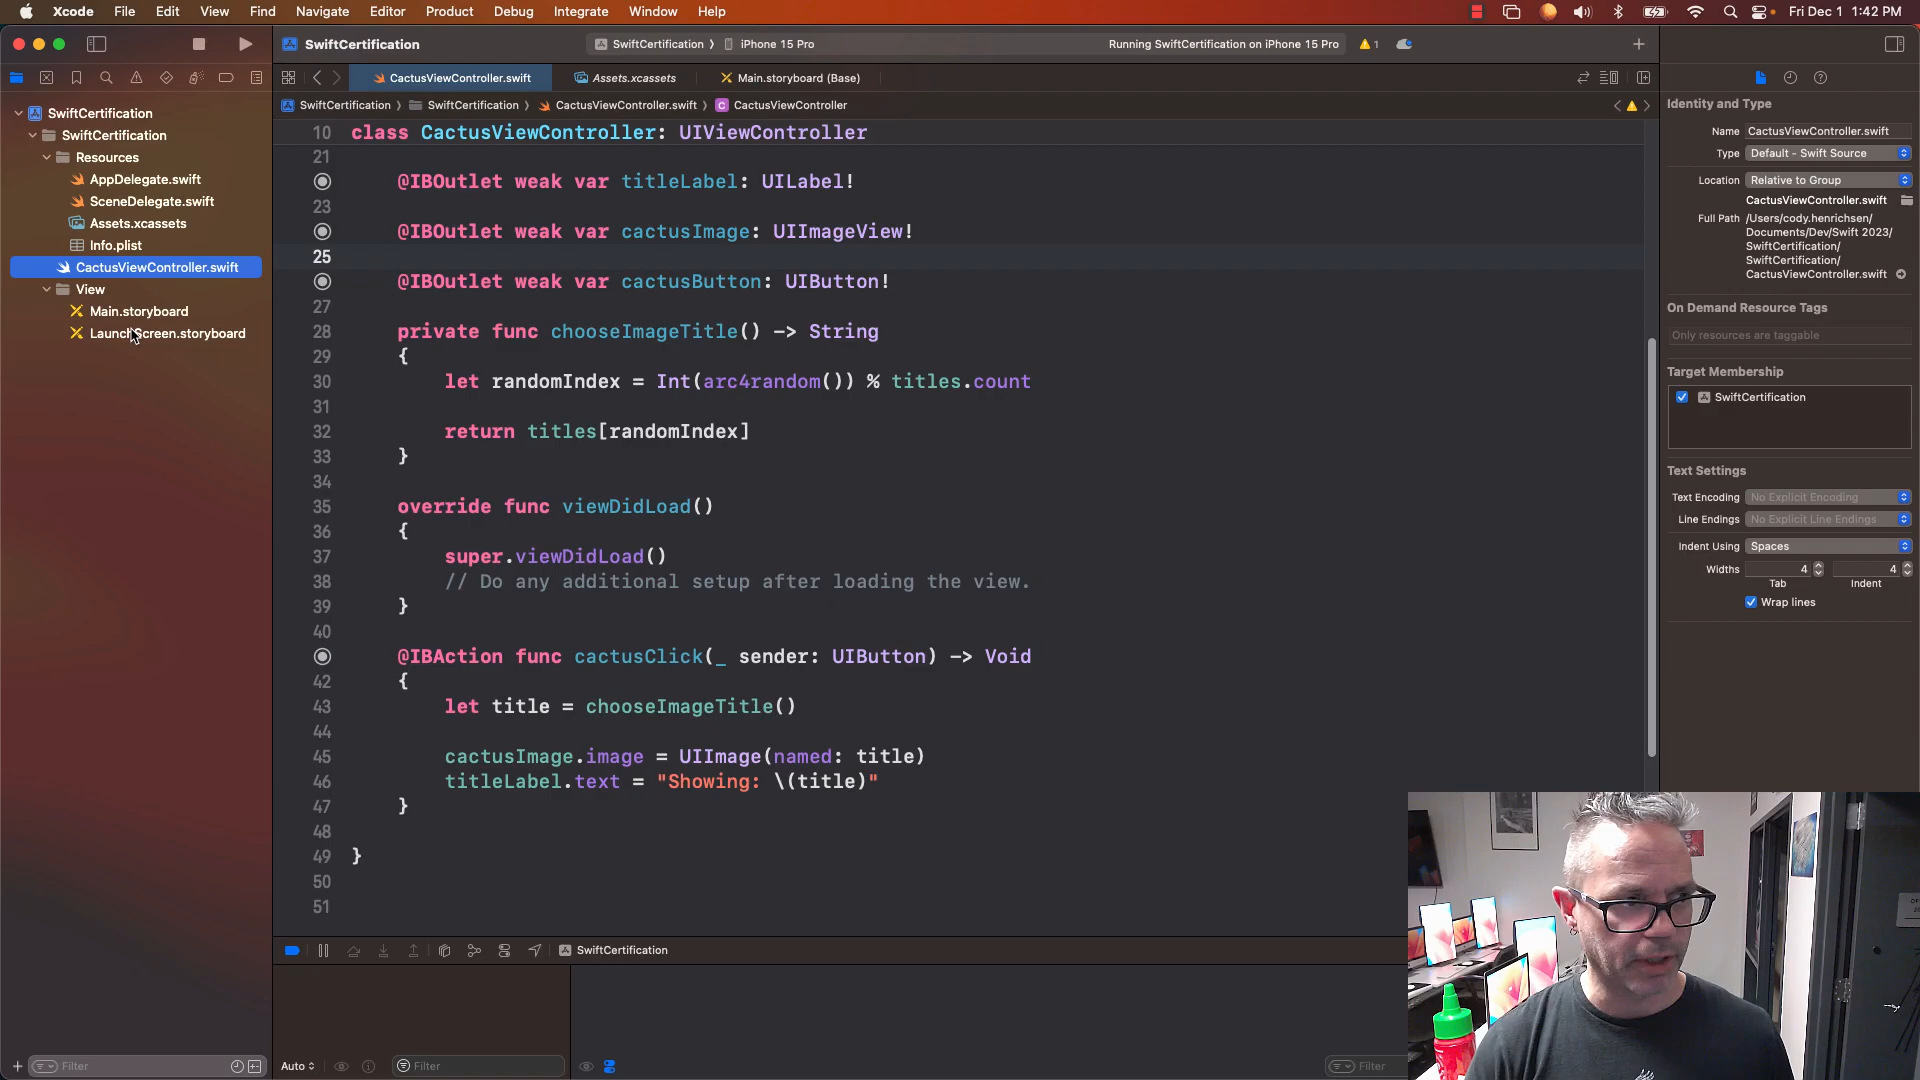 Xcode File Edit View Find Navigate Editor Product Debug Integrate Window Help Fri Dec 1 1:42 PM
SwiftCertification SwiftCertification iPhone 15 Pro Running SwiftCertification on iPhone 15 Pro 1
CactusViewController.swift Assets.xcassets Main.storyboard (Base)
SwiftCertification SwiftCertification CactusViewController.swift C CactusViewController
SwiftCertification
SwiftCertification
Resources
AppDelegate.swift
SceneDelegate.swift
Assets.xcassets
Info.plist
CactusViewController.swift
View
Main.storyboard
LaunchScreen.storyboard
Filter
10 class CactusViewController: UIViewController
21
@IBOutlet weak var titleLabel: UILabel!
23
@IBOutlet weak var cactusImage: UIImageView!
25
@IBOutlet weak var cactusButton: UIButton!
27
28 private func chooseImageTitle() -> String
29 {
30 let randomIndex = Int(arc4random()) % titles.count
31
32 return titles[randomIndex]
33 }
34
35 override func viewDidLoad()
36 {
37 super.viewDidLoad()
38 // Do any additional setup after loading the view.
39 }
40
@IBAction func cactusClick(_ sender: UIButton) -> Void
42 {
43 let title = chooseImageTitle()
44
45 cactusImage.image = UIImage(named: title)
46 titleLabel.text = "Showing: \(title)"
47 }
48
49 }
50
51
SwiftCertification
Auto Filter Filter
Identity and Type
Name CactusViewController.swift
Type Default - Swift Source
Location Relative to Group
CactusViewController.swift
Full Path /Users/cody.henrichsen/
Documents/Dev/Swift 2023/
SwiftCertification/
SwiftCertification/
CactusViewController.swift
On Demand Resource Tags
Only resources are taggable
Target Membership
SwiftCertification
Text Settings
Text Encoding No Explicit Encoding
Line Endings No Explicit Line Endings
Indent Using Spaces
Widths 4 4
Tab Indent
Wrap lines